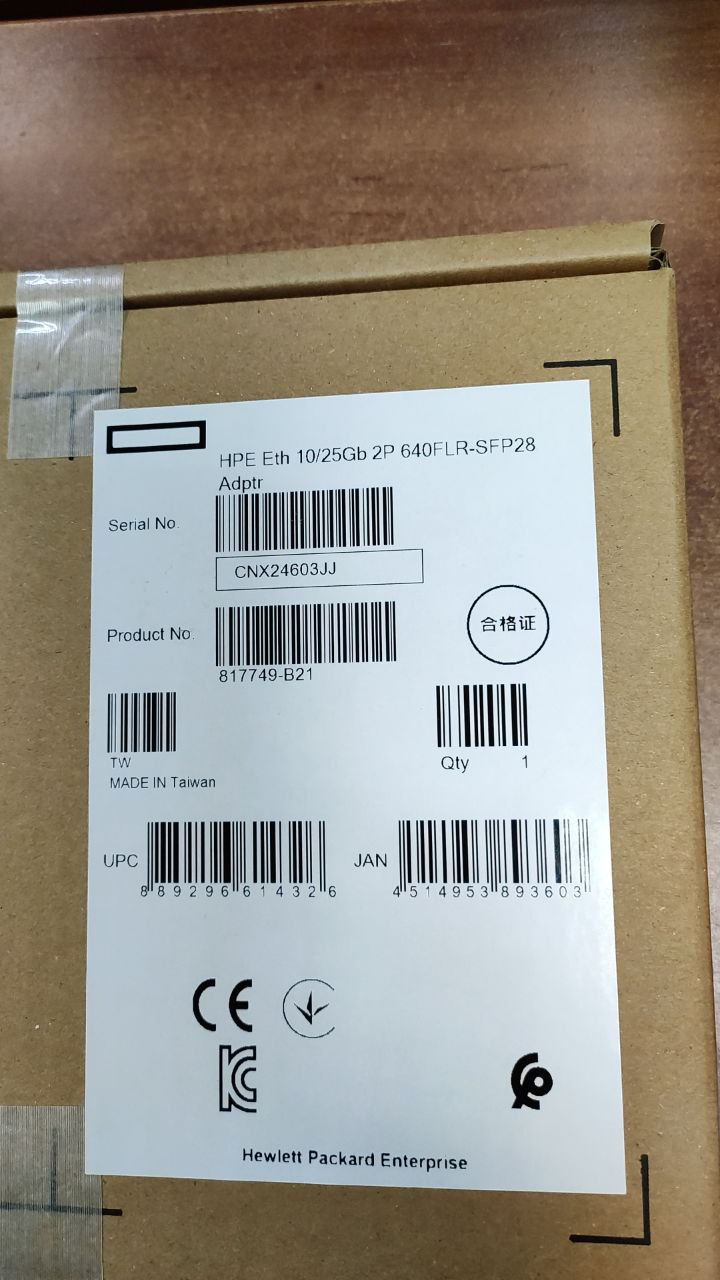 HPE Eth 10/25Gb 2P 640FLR-SFP28
Adptr
Serial No.
CNX24603JJ
合格证
Product No.
817749-B21
TW
MADE IN Taiwan
Qty 1
UPC
889296614326
JAN
4514953893603
CE
Hewlett Packard Enterprise